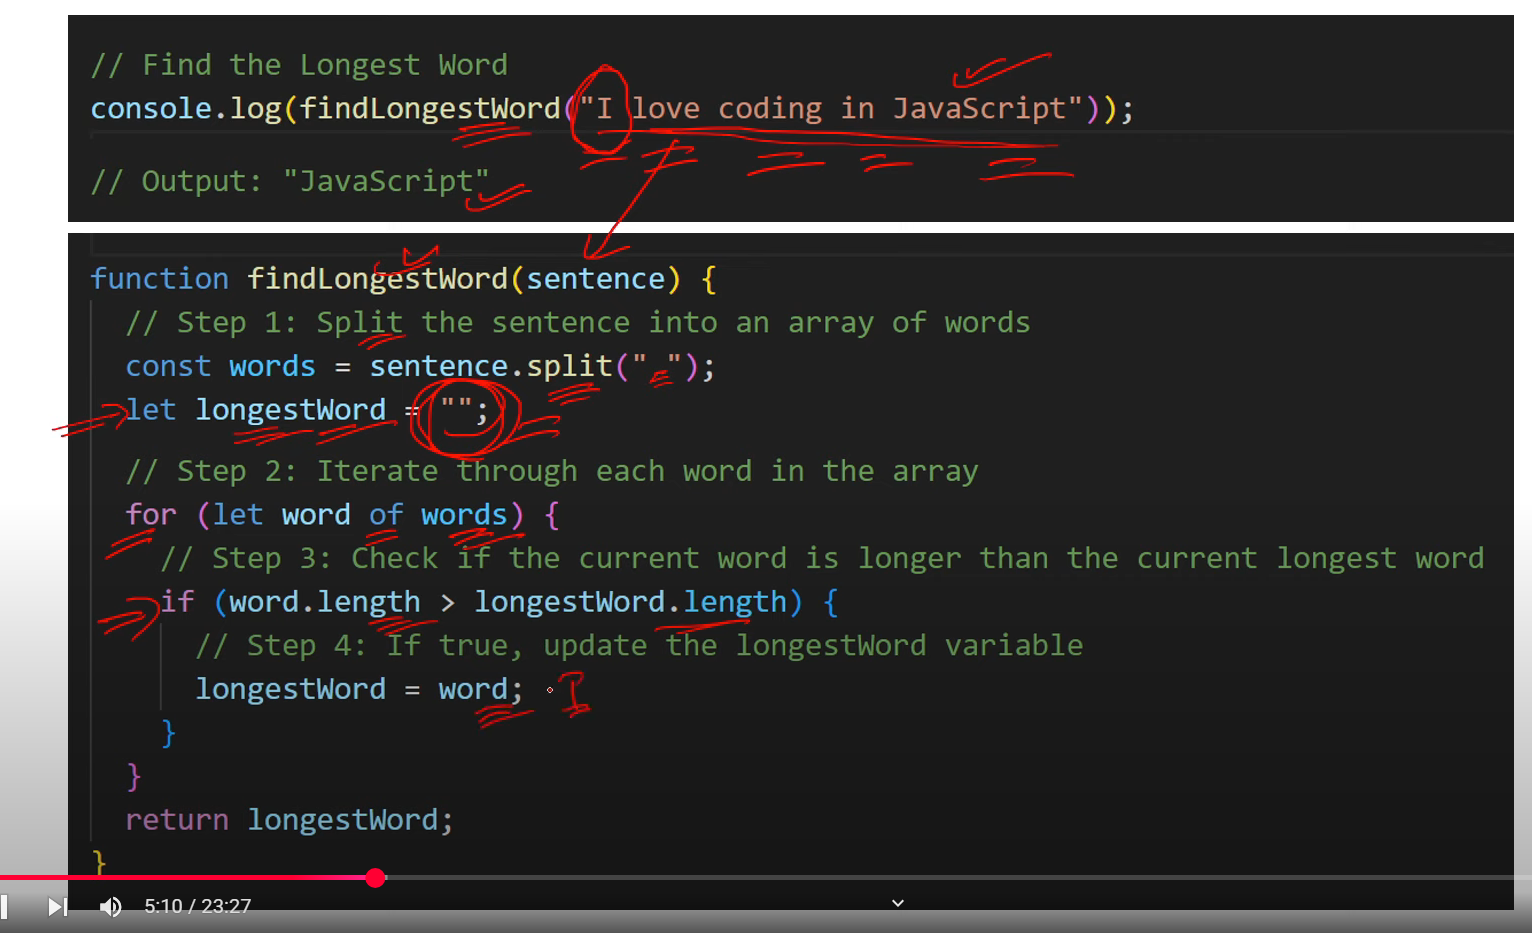 // Find the Longest Word
console.log(findLongestWord("I love coding in JavaScript"));
// Output: "JavaScript"
function findLongestWord(sentence) {
// Step 1: Split the sentence into an array of words
const words = sentence.split(" ");
let longestWord = "";
// Step 2: Iterate through each word in the array
for (let word of words) {
// Step 3: Check if the current word is longer than the current longest word
if (word.length > longestWord.length) {
// Step 4: If true, update the longestWord variable
longestWord = word; I
}
}
return longestWord;
}
5:10 / 23:27